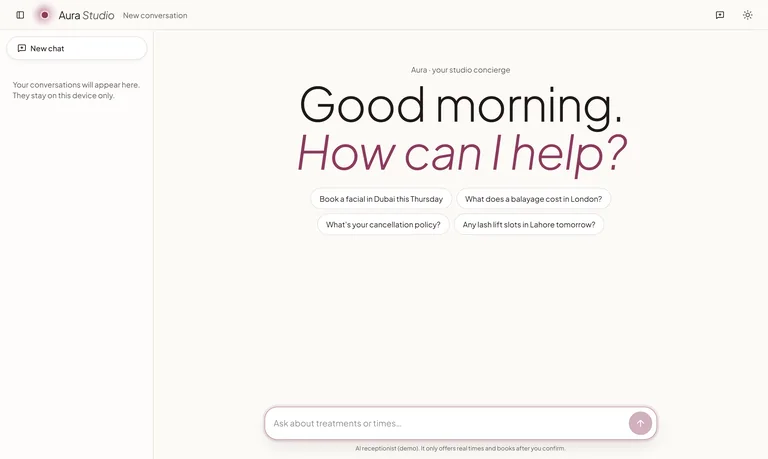 Aura Studio
New conversation
New chat
Your conversations will appear here.
They stay on this device only.
Aura · your studio concierge
Good morning.
How can I help?
Book a facial in Dubai this Thursday
What does a balayage cost in London?
What's your cancellation policy?
Any lash lift slots in Lahore tomorrow?
Ask about treatments or times…
AI receptionist (demo). It only offers real times and books after you confirm.